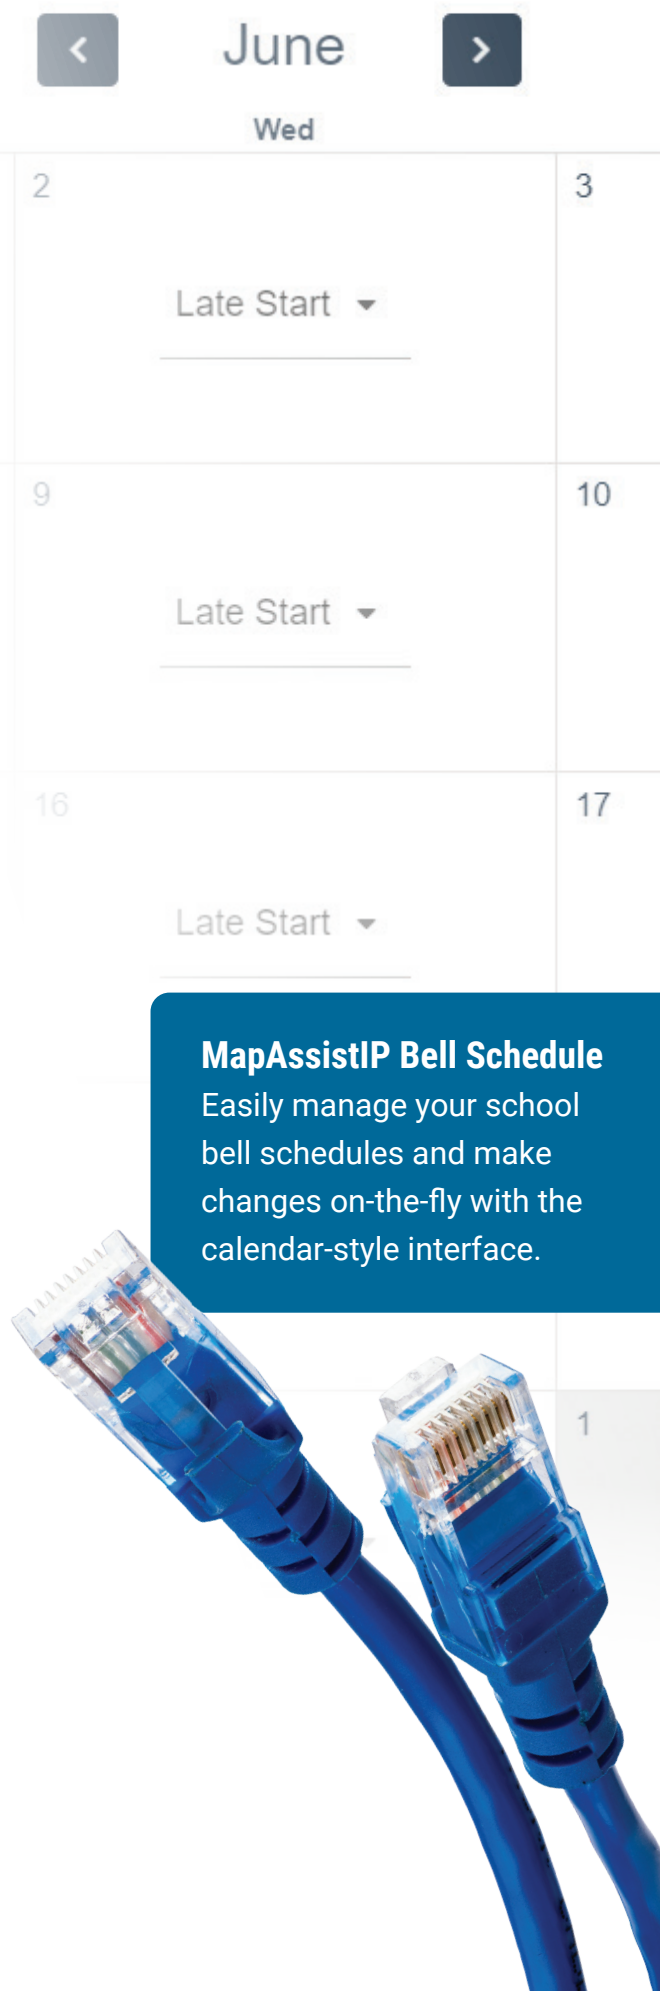 June
Wed
2
3
Late Start
9
10
Late Start
16
17
Late Start
MapAssistIP Bell Schedule
Easily manage your school
bell schedules and make
changes on-the-fly with the
calendar-style interface.
1